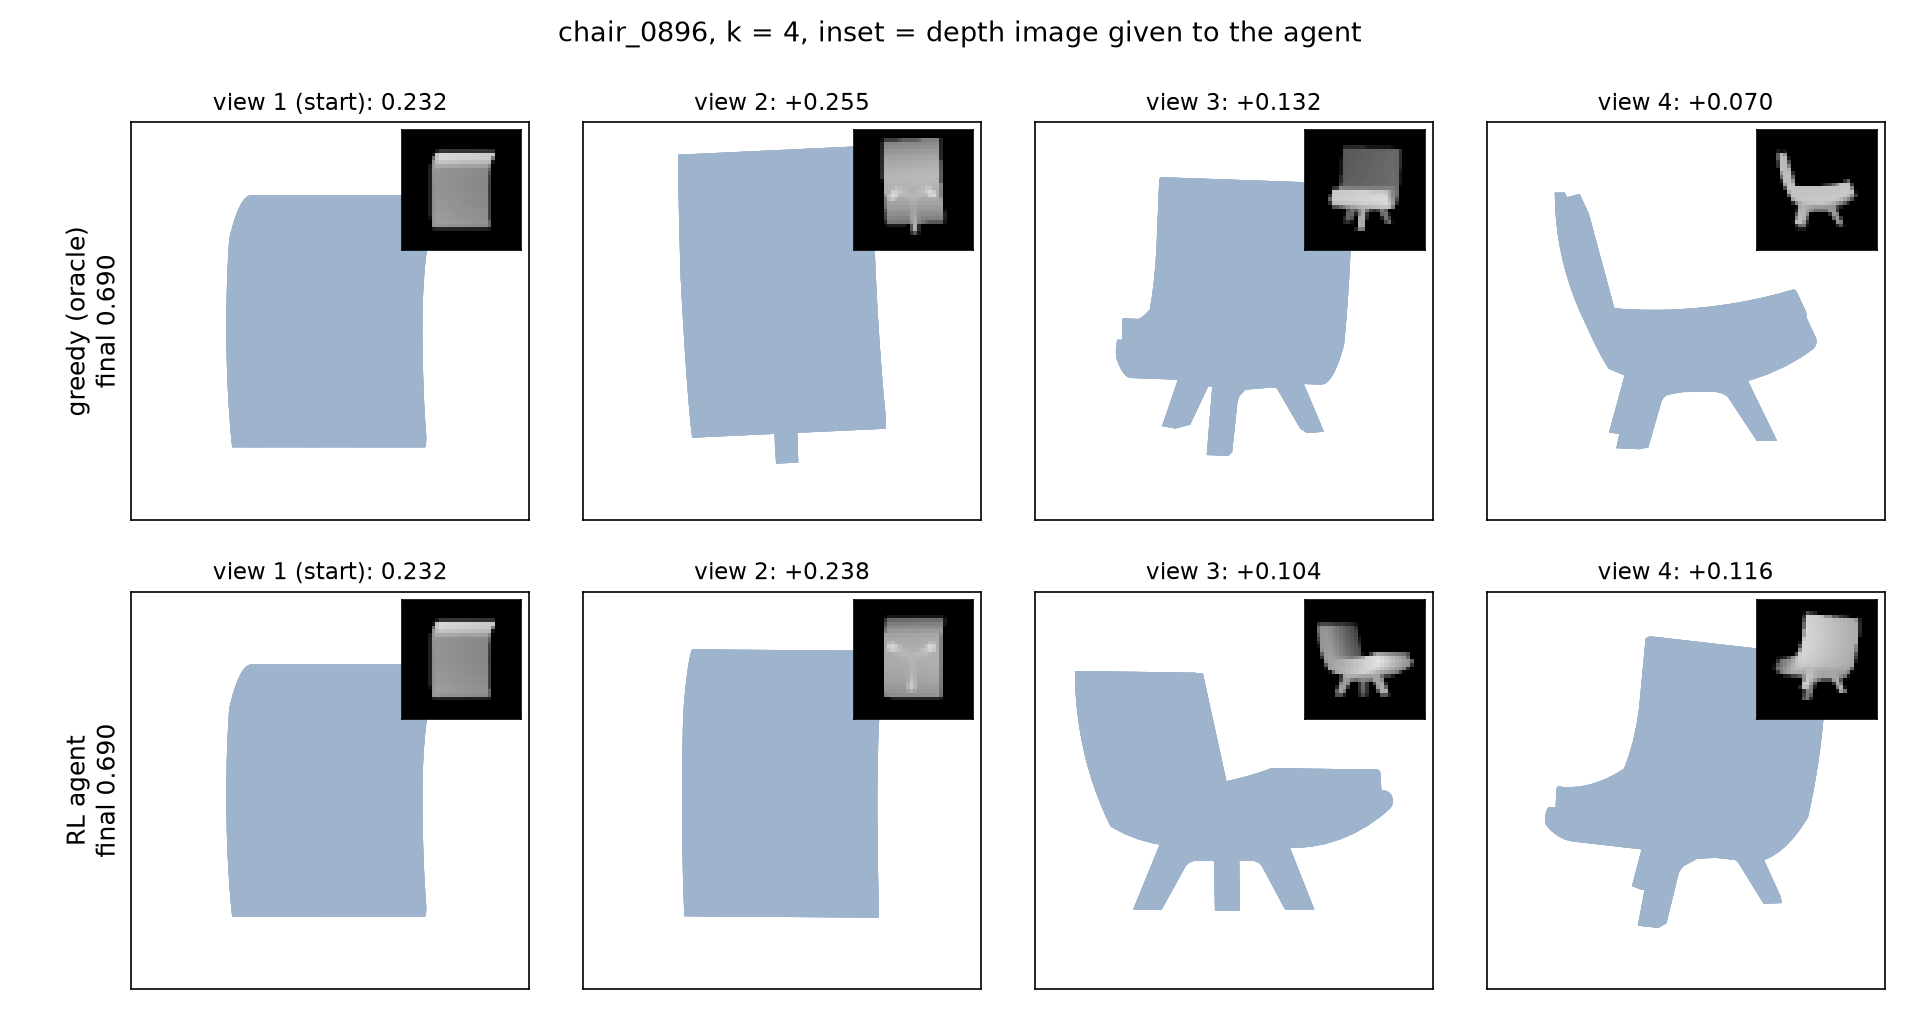 chair_0896, k = 4, inset = depth image given to the agent
greedy (oracle)
final 0.690
view 1 (start): 0.232
view 2: +0.255
view 3: +0.132
view 4: +0.070
RL agent
final 0.690
view 1 (start): 0.232
view 2: +0.238
view 3: +0.104
view 4: +0.116